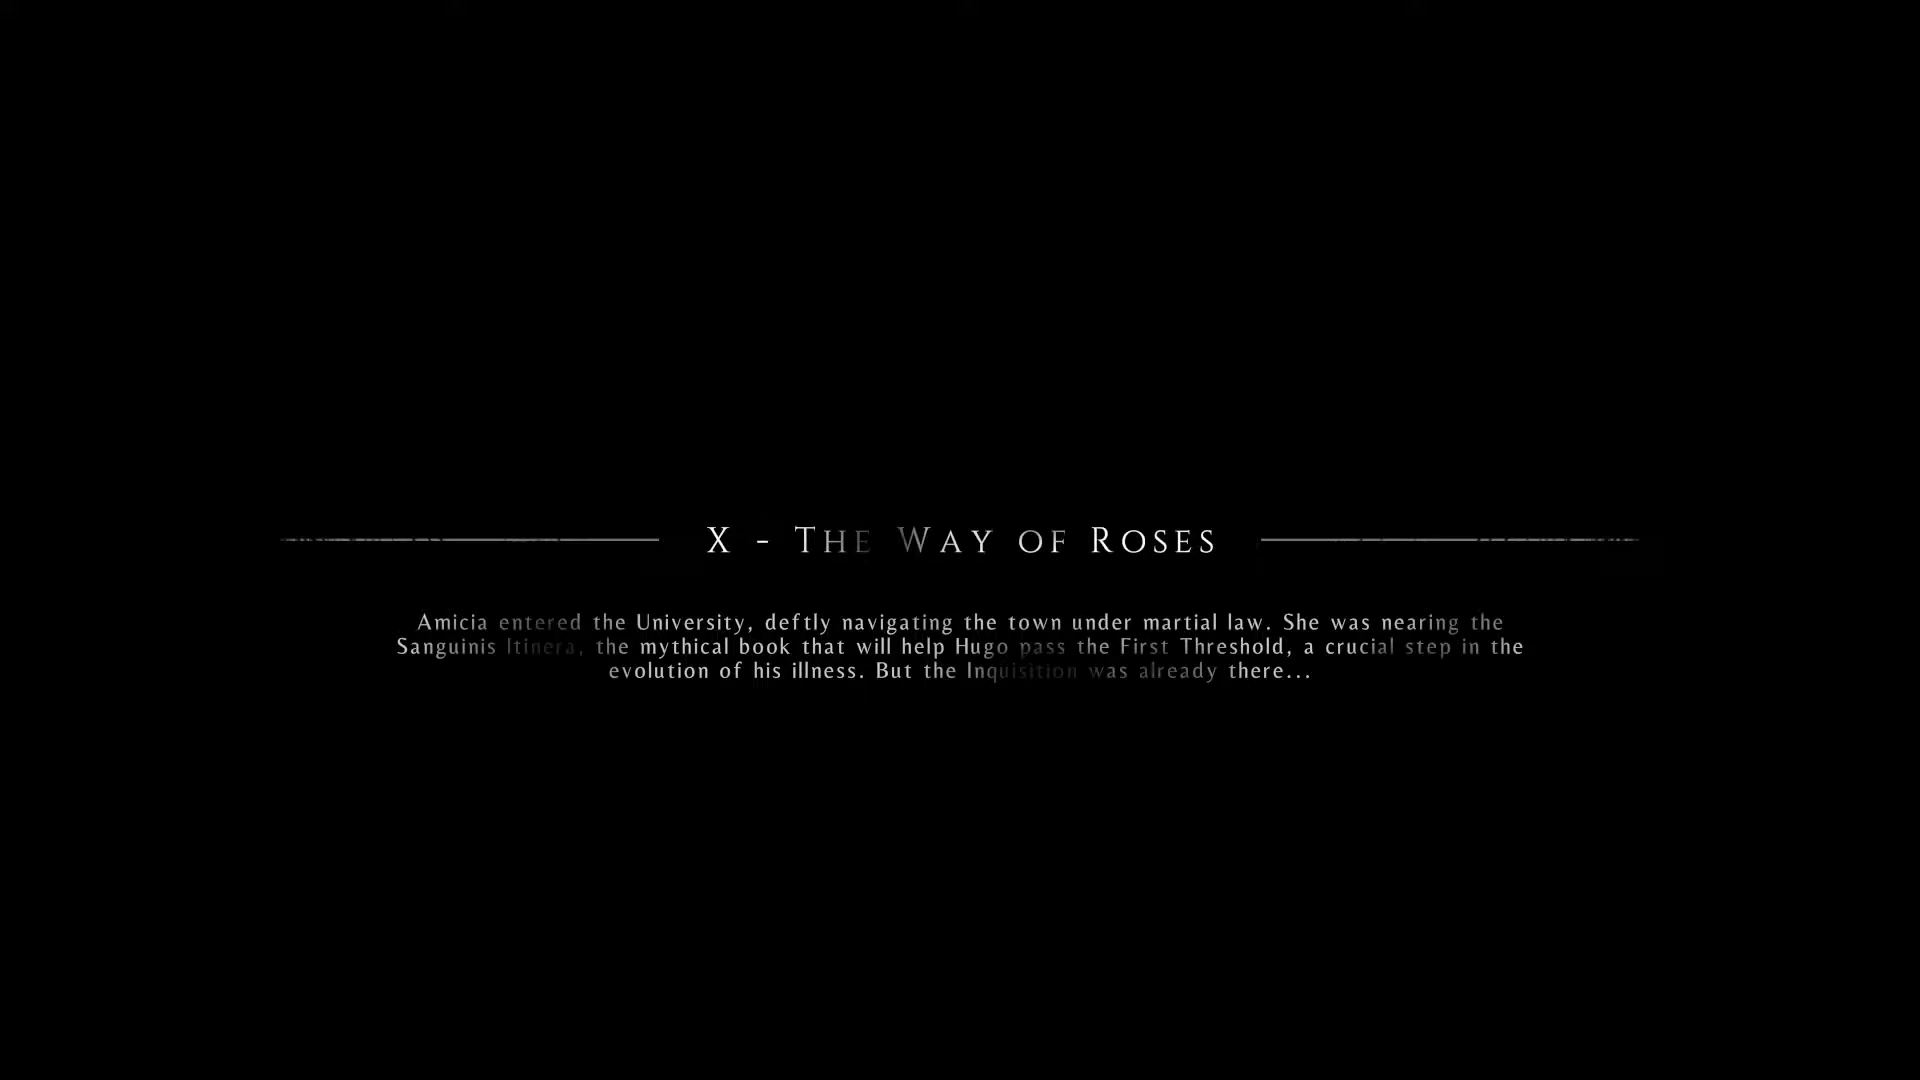 X - The Way of Roses
Amicia entered the University, deftly navigating the town under martial law. She was nearing the
Sanguinis Itinera, the mythical book that will help Hugo pass the First Threshold, a crucial step in the
evolution of his illness. But the Inquisition was already there...